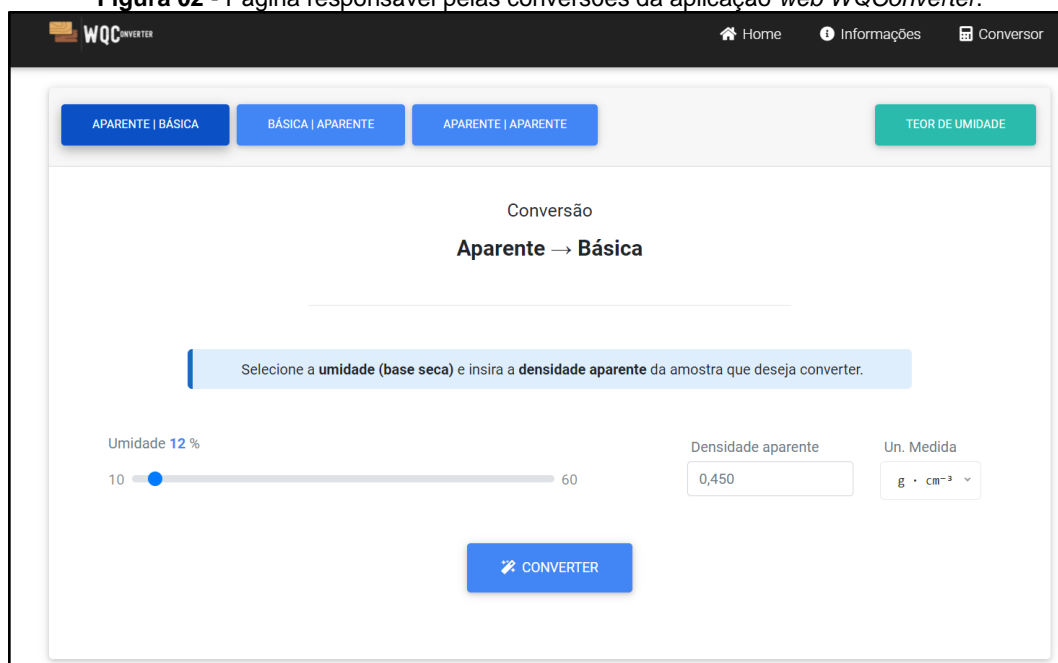 Figura 02 - Página responsável pelas conversões da aplicação web WQConverter.
WQCONVERTER Home Informações Conversor
APARENTE | BÁSICA BÁSICA | APARENTE APARENTE | APARENTE TEOR DE UMIDADE
Conversão
Aparente → Básica
Selecione a umidade (base seca) e insira a densidade aparente da amostra que deseja converter.
Umidade 12 % Densidade aparente Un. Medida
10 60 0,450 g · cm⁻³
CONVERTER